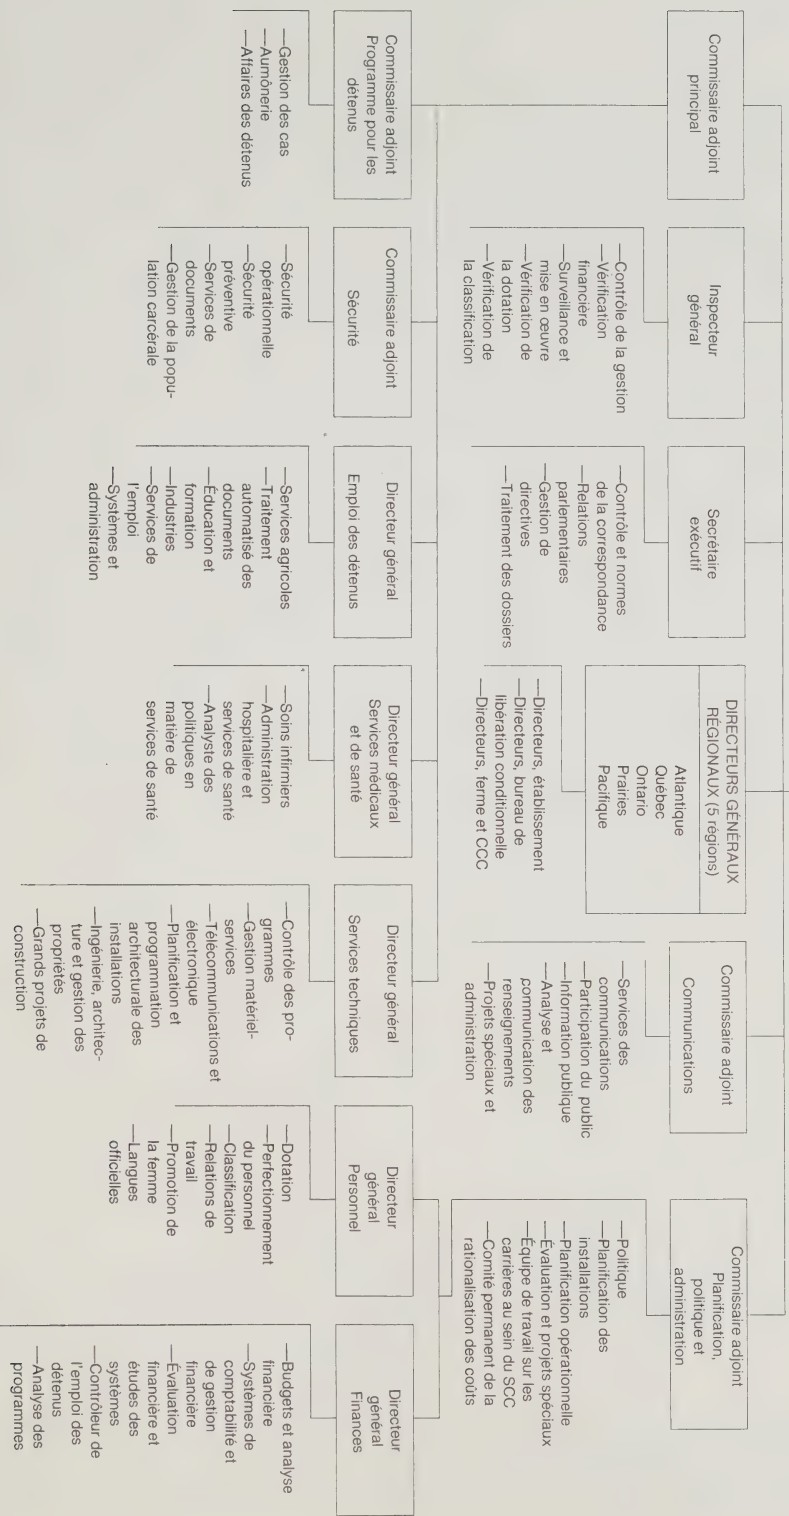 Commissaire adjoint
principal
Inspecteur
général
—Contrôle de la gestion
—Vérification
financière
—Surveillance et
mise en œuvre
—Vérification de
la dotation
—Vérification de
la classification
Secrétaire
exécutif
—Contrôle et normes
de la correspondance
—Relations
parlementaires
—Gestion de
directives
—Traitement des dossiers
DIRECTEURS GÉNÉRAUX
RÉGIONAUX (5 régions)
Atlantique
Québec
Ontario
Prairies
Pacifique
—Directeurs, établissement
—Directeurs, bureau de
libération conditionnelle
—Directeurs, ferme et CCC
Commissaire adjoint
Communications
—Services des
communications
—Participation du public
—Information publique
—Analyse et
communication des
renseignements
—Projets spéciaux et
administration
Commissaire adjoint
Planification,
politique et
administration
—Politique
—Planification des
installations
—Planification opérationnelle
—Évaluation et projets spéciaux
—Équipe de travail sur les
carrières au sein du SCC
—Comité permanent de la
rationalisation des coûts
Commissaire adjoint
Programme pour les
détenus
—Gestion des cas
—Aumônerie
—Affaires des détenus
Commissaire adjoint
Sécurité
—Sécurité
opérationnelle
—Sécurité
préventive
—Services de
documents
—Gestion de la popu-
lation carcérale
Directeur général
Emploi des détenus
—Services agricoles
—Traitement
automatisé des
documents
—Éducation et
formation
—Industries
—Services de
l'emploi
—Systèmes et
administration
Directeur général
Services médicaux
et de santé
—Soins infirmiers
—Administration
hospitalière et
services de santé
—Analyste des
politiques en
matière de
services de santé
Directeur général
Services techniques
—Contrôle des pro-
grammes
—Gestion matériel-
services
—Télécommunications et
électronique
—Planification et
programmation
architecturale des
installations
—Ingénierie, architec-
ture et gestion des
propriétés
—Grands projets de
construction
Directeur
général
Personnel
—Dotation
—Perfectionnement
du personnel
—Classification
—Relations de
travail
—Promotion de
la femme
—Langues
officielles
Directeur
général
Finances
—Budgets et analyse
financière
—Systèmes de
comptabilité et
de gestion
financière
—Évaluation
financière et
études des
systèmes
—Contrôleur de
l'emploi des
détenus
—Analyse des
programmes